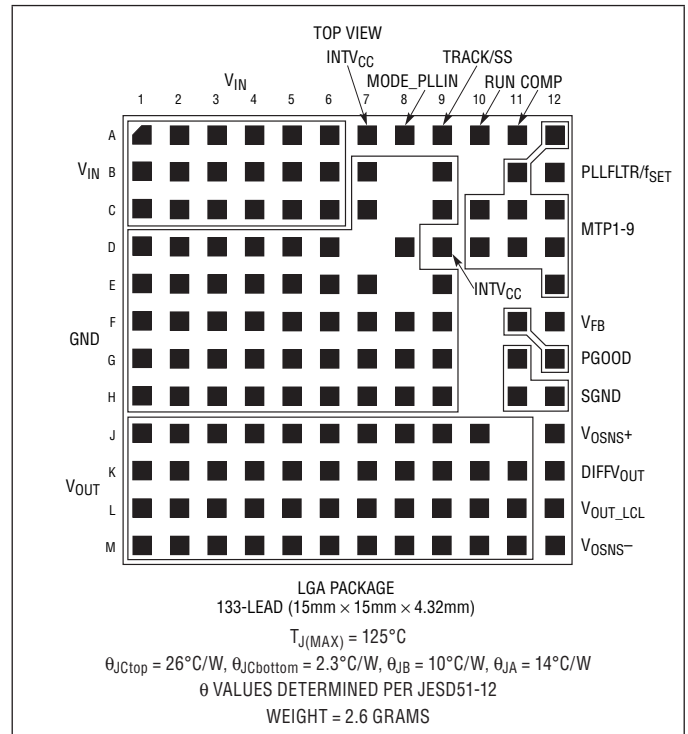 TOP VIEW
INTVCC
TRACK/SS
VIN
MODE_PLLIN
RUN COMP
1 2 3 4 5 6 7 8 9 10 11 12
A
VIN B
PLLFLTR/fSET
C
MTP1-9
D
E
INTVCC
F
VFB
GND
G
PGOOD
H
SGND
J
VOSNS+
K
DIFFVOUT
VOUT
L
VOUT_LCL
M
VOSNS–
LGA PACKAGE
133-LEAD (15mm × 15mm × 4.32mm)
TJ(MAX) = 125°C
θJCtop = 26°C/W, θJCbottom = 2.3°C/W, θJB = 10°C/W, θJA = 14°C/W
θ VALUES DETERMINED PER JESD51-12
WEIGHT = 2.6 GRAMS